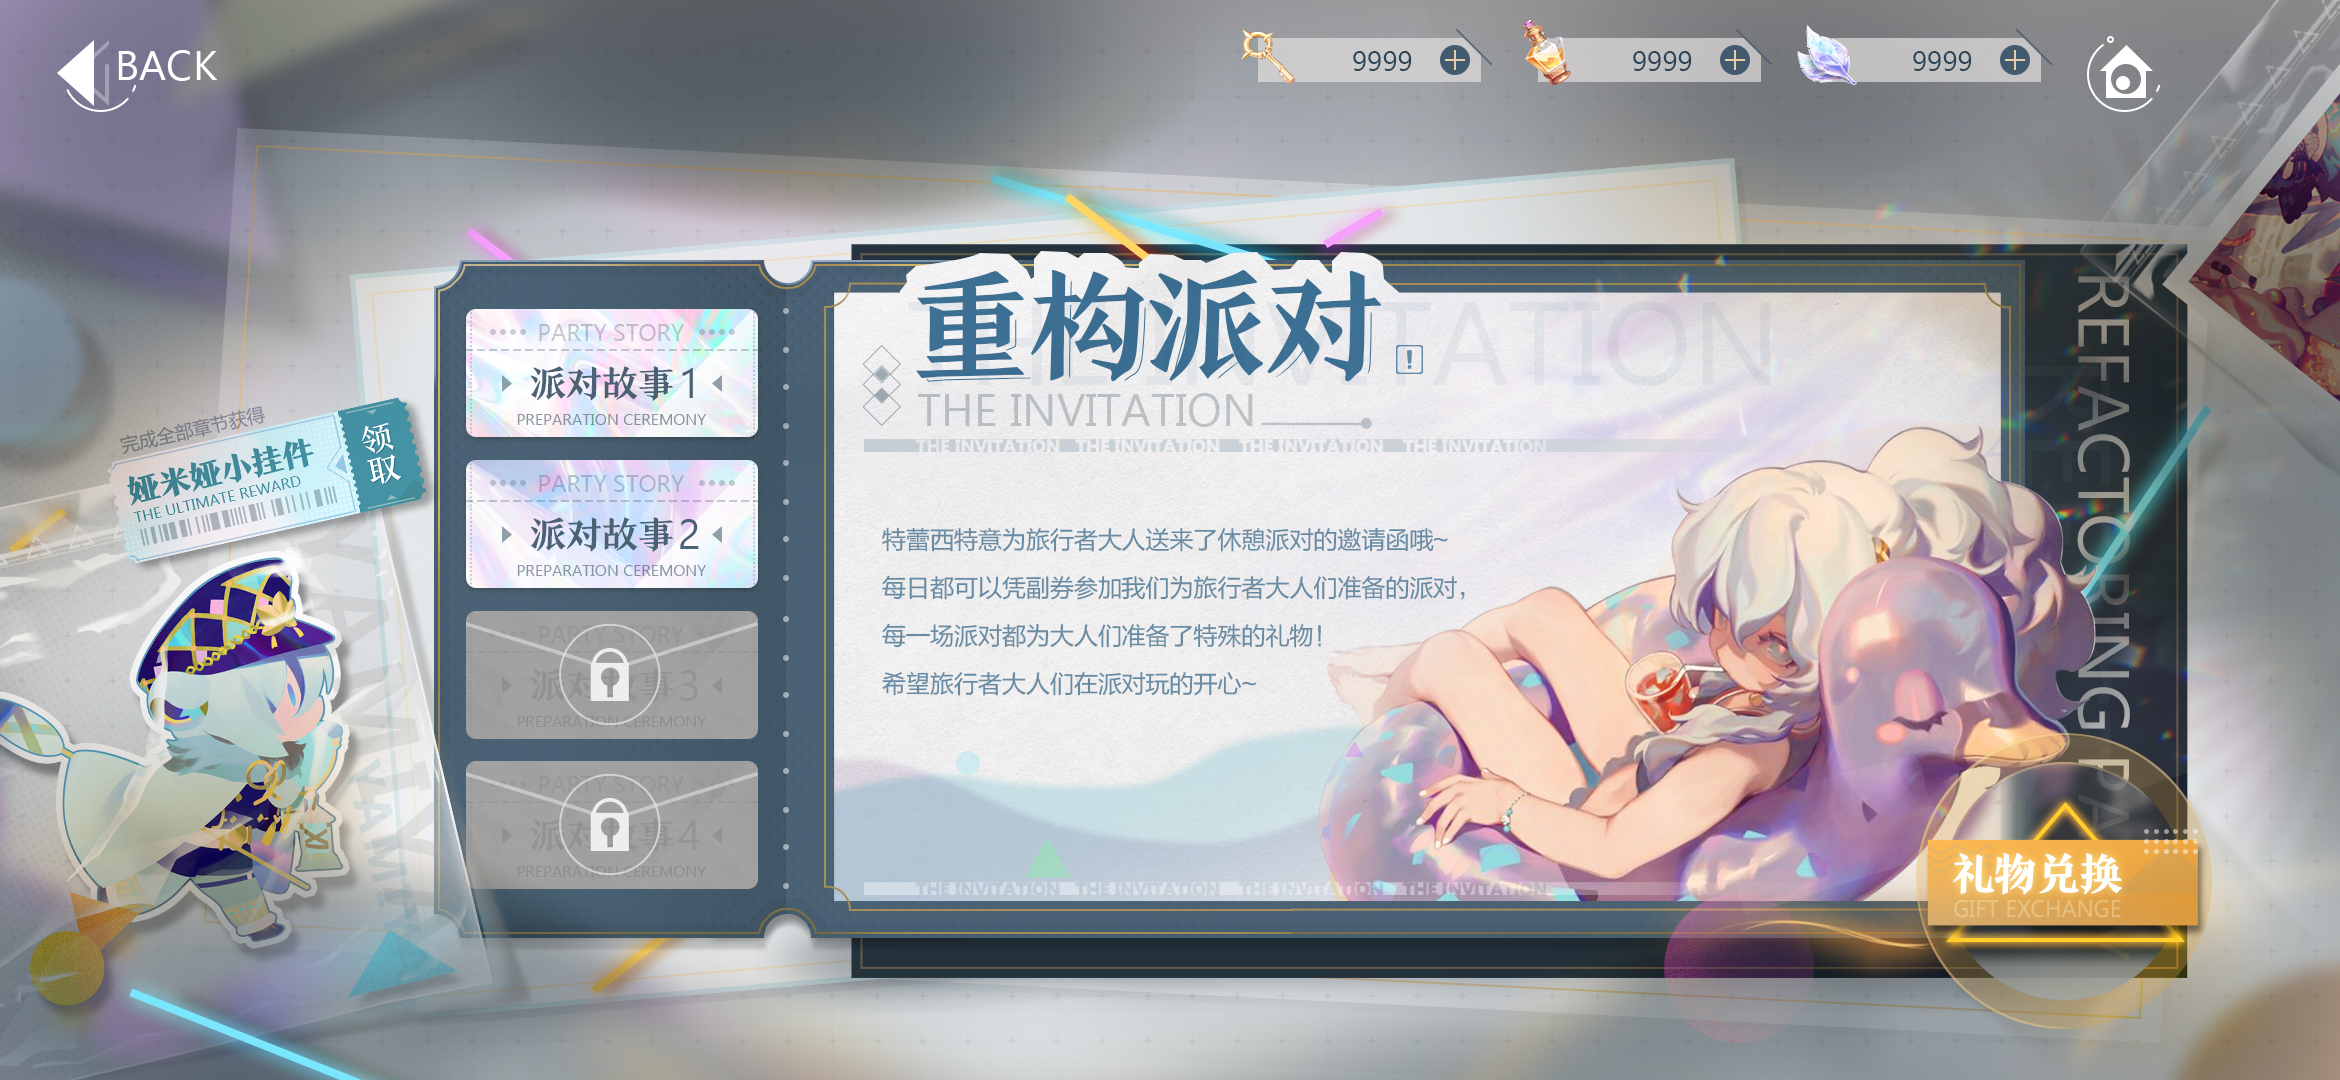 BACK
9999
9999
9999
完成全部章节获得
娅米娅小挂件
THE ULTIMATE REWARD
领取
PARTY STORY
派对故事1
PREPARATION CEREMONY
PARTY STORY
派对故事2
PREPARATION CEREMONY
PARTY STORY
派对故事3
PREPARATION CEREMONY
PARTY STORY
派对故事4
PREPARATION CEREMONY
重构派对
THE INVITATION
THE INVITATION
THE INVITATION THE INVITATION THE INVITATION THE INVITATION
特蕾西特意为旅行者大人送来了休憩派对的邀请函哦~
每日都可以凭副券参加我们为旅行者大人们准备的派对，
每一场派对都为大人们准备了特殊的礼物！
希望旅行者大人们在派对玩的开心~
THE INVITATION THE INVITATION THE INVITATION THE INVITATION
REFACTORING PA
礼物兑换
GIFT EXCHANGE